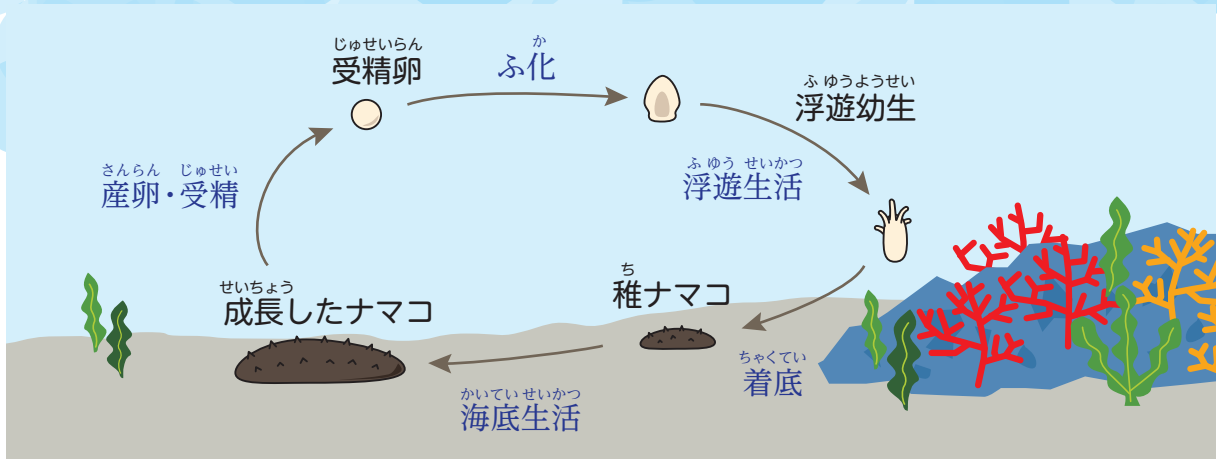 じゅせいらん
受精卵
か
ふ化
ふ ゆうようせい
浮遊幼生
ふ ゆう せいかつ
浮遊生活
ち
稚ナマコ
ちゃくてい
着底
かいてい せいかつ
海底生活
せいちょう
成長したナマコ
さんらん じゅせい
産卵・受精